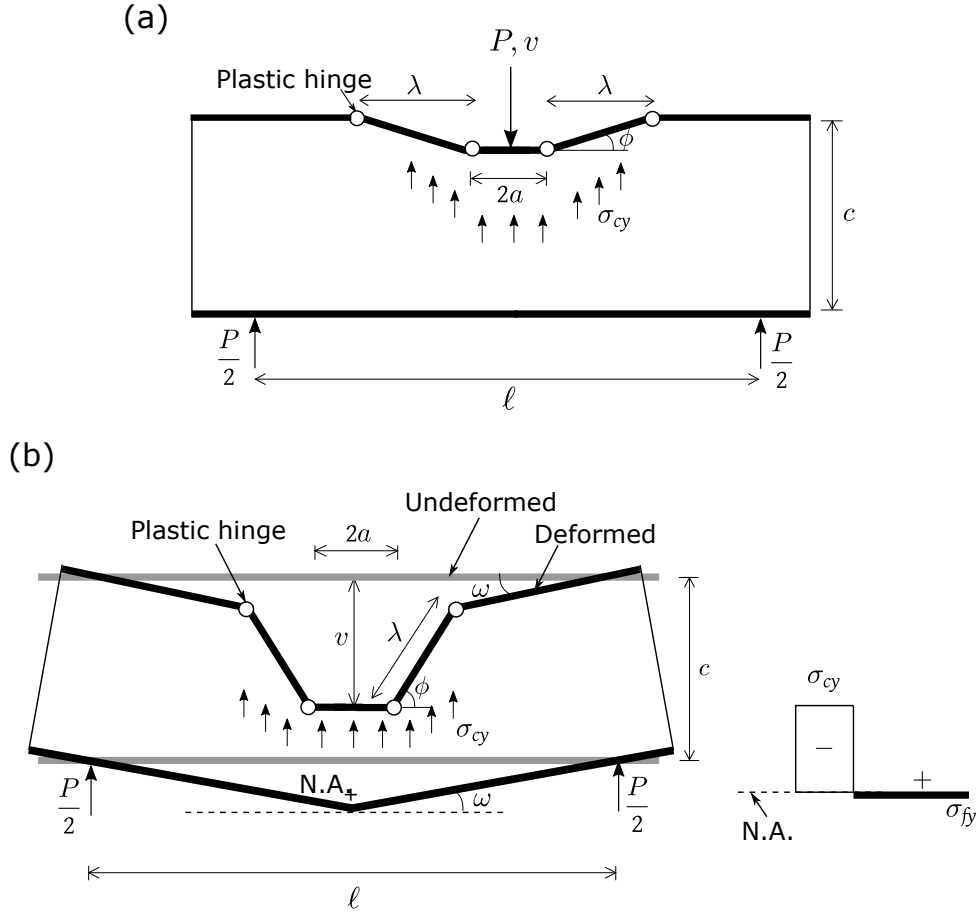 (a)
P, v
Plastic hinge
λ
λ
ϕ
2a
σcy
c
P/2
P/2
ℓ
(b)
Undeformed
Plastic hinge
2a
Deformed
ω
v
λ
c
ϕ
σcy
σcy
−
N.A.
+
+
P/2
ω
P/2
N.A.
σfy
ℓ